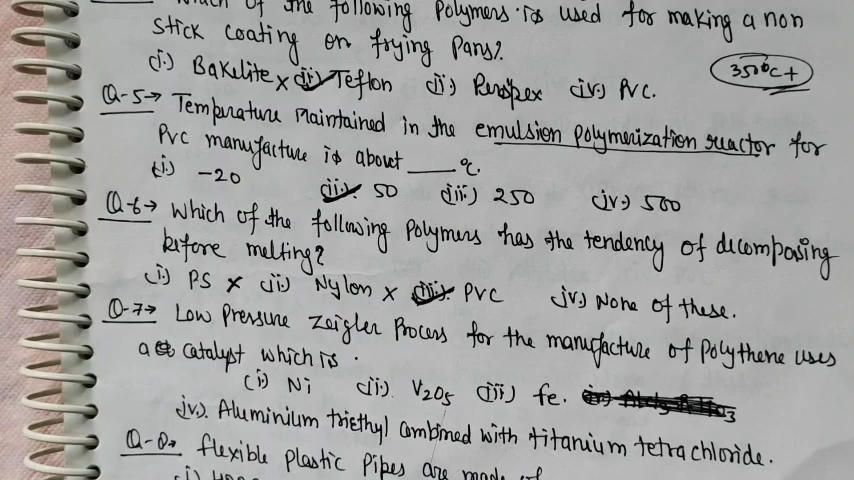 which of the following Polymers is used for making a non
stick coating on frying Pans?
(i.) Bakelite x (ii) Teflon (ii) Perspex (iv.) PVC.
350°C+
Q-5→ Temperature Maintained in the emulsion polymerization reactor for
PVC manufacture is about ___ °C.
(i.) -20 (ii.) 50 (iii.) 250 (iv.) 500
Q-6→ Which of the following Polymers has the tendency of decomposing
before melting?
(i) PS x (ii) Nylon x (iii). PVC (iv.) None of these.
Q-7→ Low Pressure Zeigler Process for the manufacture of Polythene uses
a catalyst which is.
(i) Ni (ii.) V2O5 (iii) fe.
(iv.) Aluminium triethyl combined with titanium tetrachloride.
Q-8→ flexible Plastic Pipes are made of